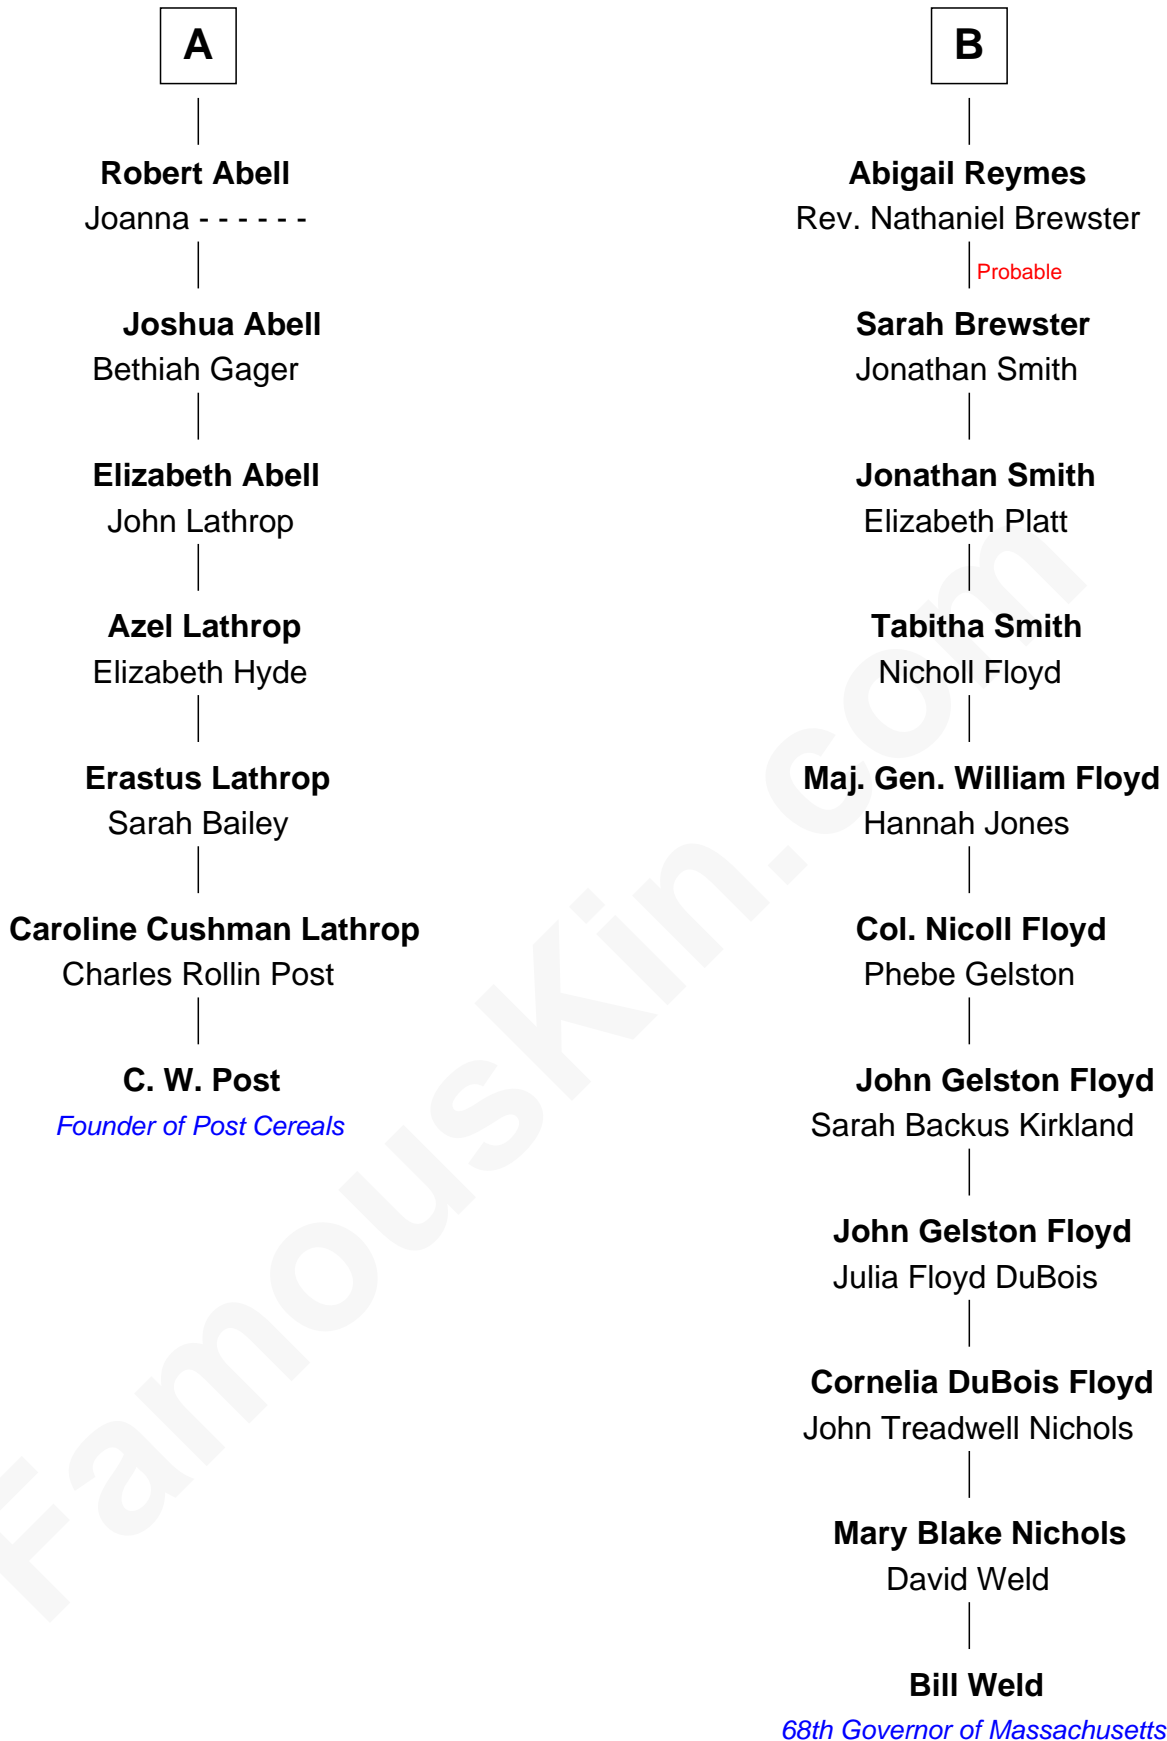 A
Robert Abell
Joanna - - - - - -
Joshua Abell
Bethiah Gager
Elizabeth Abell
John Lathrop
Azel Lathrop
Elizabeth Hyde
Erastus Lathrop
Sarah Bailey
Caroline Cushman Lathrop
Charles Rollin Post
C. W. Post
Founder of Post Cereals
B
Abigail Reymes
Rev. Nathaniel Brewster
Probable
Sarah Brewster
Jonathan Smith
Jonathan Smith
Elizabeth Platt
Tabitha Smith
Nicholl Floyd
Maj. Gen. William Floyd
Hannah Jones
Col. Nicoll Floyd
Phebe Gelston
John Gelston Floyd
Sarah Backus Kirkland
John Gelston Floyd
Julia Floyd DuBois
Cornelia DuBois Floyd
John Treadwell Nichols
Mary Blake Nichols
David Weld
Bill Weld
68th Governor of Massachusetts
FamousKin.com